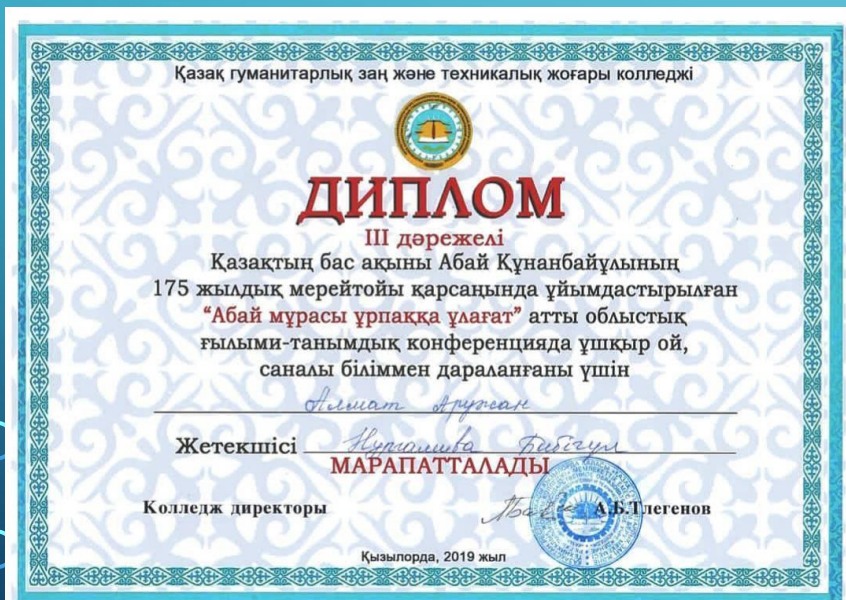 Қазақ гуманитарлық заң және техникалық жоғары колледжі
ДИПЛОМ
III дәрежелі
Қазақтың бас ақыны Абай Құнанбайұлының
175 жылдық мерейтойы қарсаңында ұйымдастырылған
“Абай мұрасы ұрпаққа ұлағат” атты облыстық
ғылыми-танымдық конференцияда ұшқыр ой,
саналы біліммен дараланғаны үшін
Алмат Аружан
Жетекшісі Нургалиева Бибігул
МАРАПАТТАЛАДЫ
Колледж директоры А.Б.Тлегенов
Қызылорда, 2019 жыл